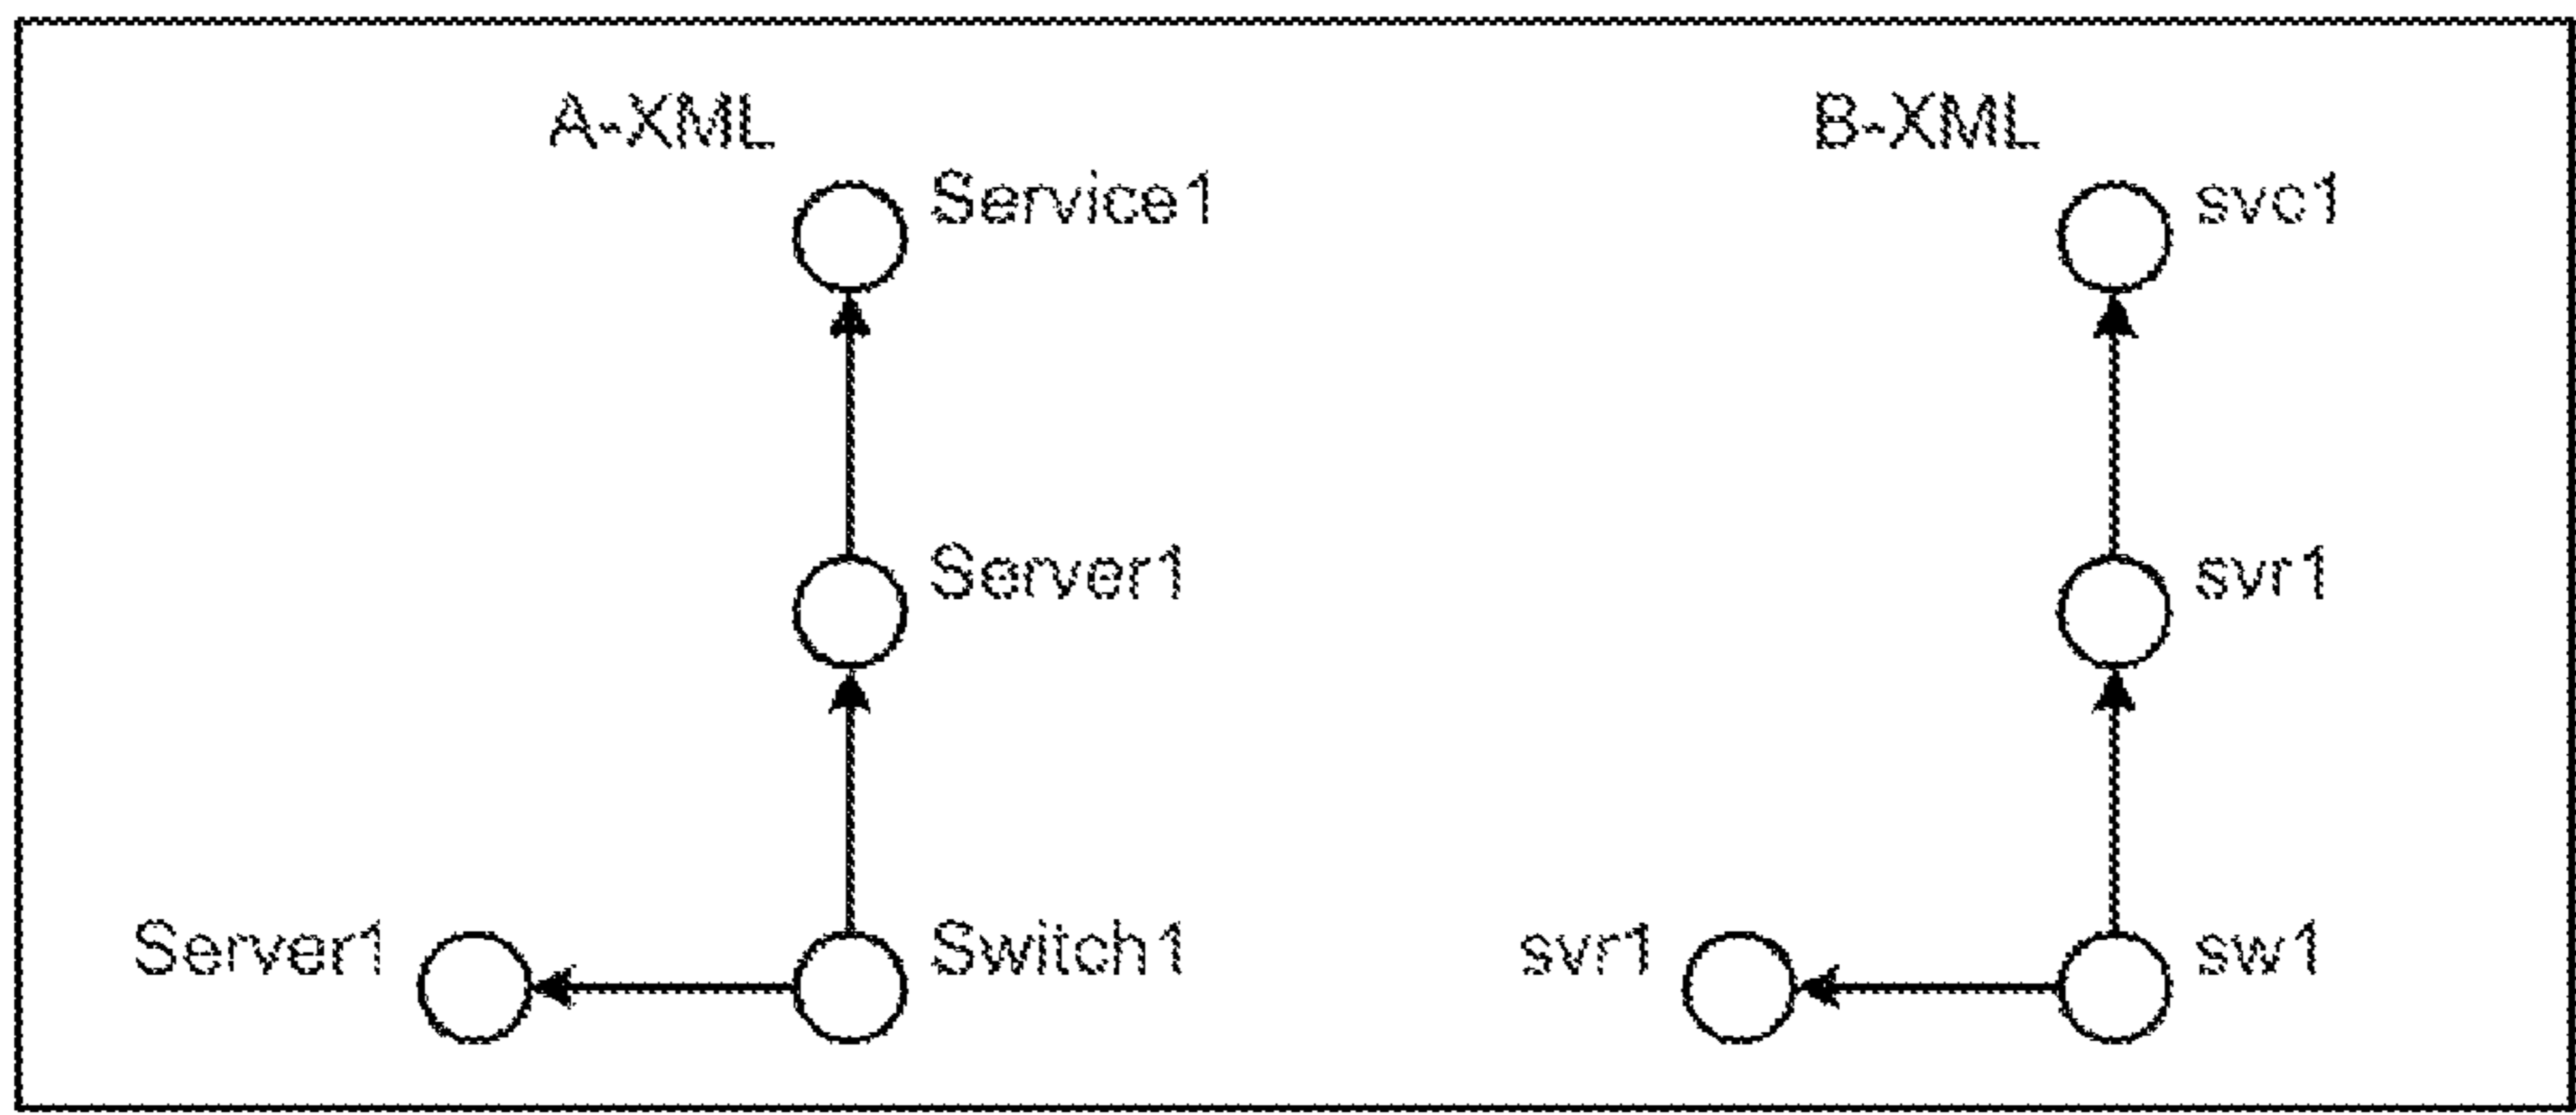 A-XML
Service1
Server1
Server1
Switch1
B-XML
svc1
svr1
svr1
sw1